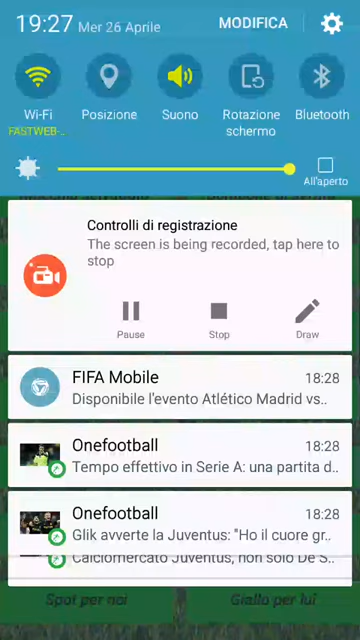 19:27 Mer 26 Aprile MODIFICA
Wi-Fi Posizione Suono Rotazione schermo Bluetooth
FASTWEB-..
All'aperto
Controlli di registrazione
The screen is being recorded, tap here to
stop
Pause Stop Draw
FIFA Mobile 18:28
Disponibile l'evento Atlético Madrid vs..
Onefootball 18:28
Tempo effettivo in Serie A: una partita d..
Onefootball 18:28
Glik avverte la Juventus: "Ho il cuore gr..
Calciomercato Juventus, non solo De S..
Spot per noi Giallo per lui